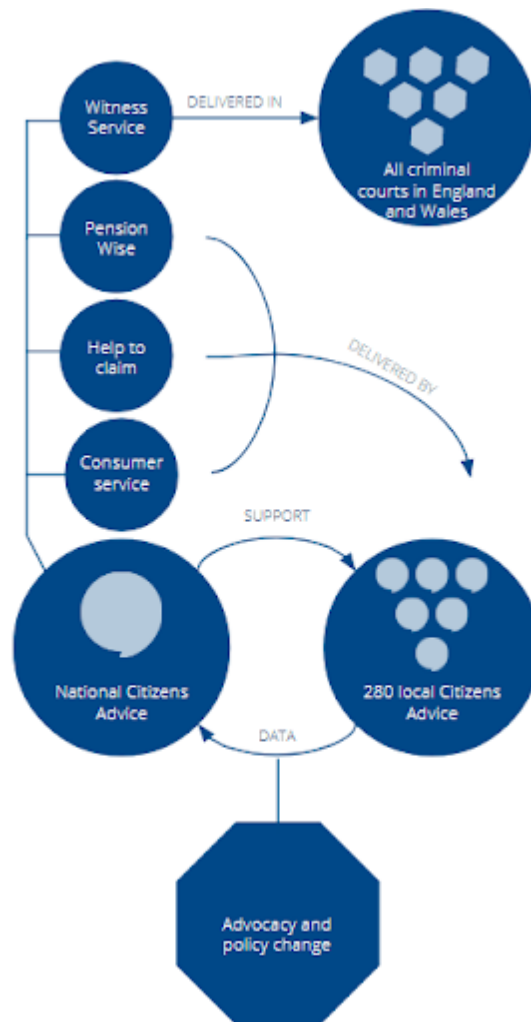 Witness
Service
DELIVERED IN
All criminal
courts in England
and Wales
Pension
Wise
Help to
claim
DELIVERED BY
Consumer
service
SUPPORT
National Citizens
Advice
280 local Citizens
Advice
DATA
Advocacy and
policy change